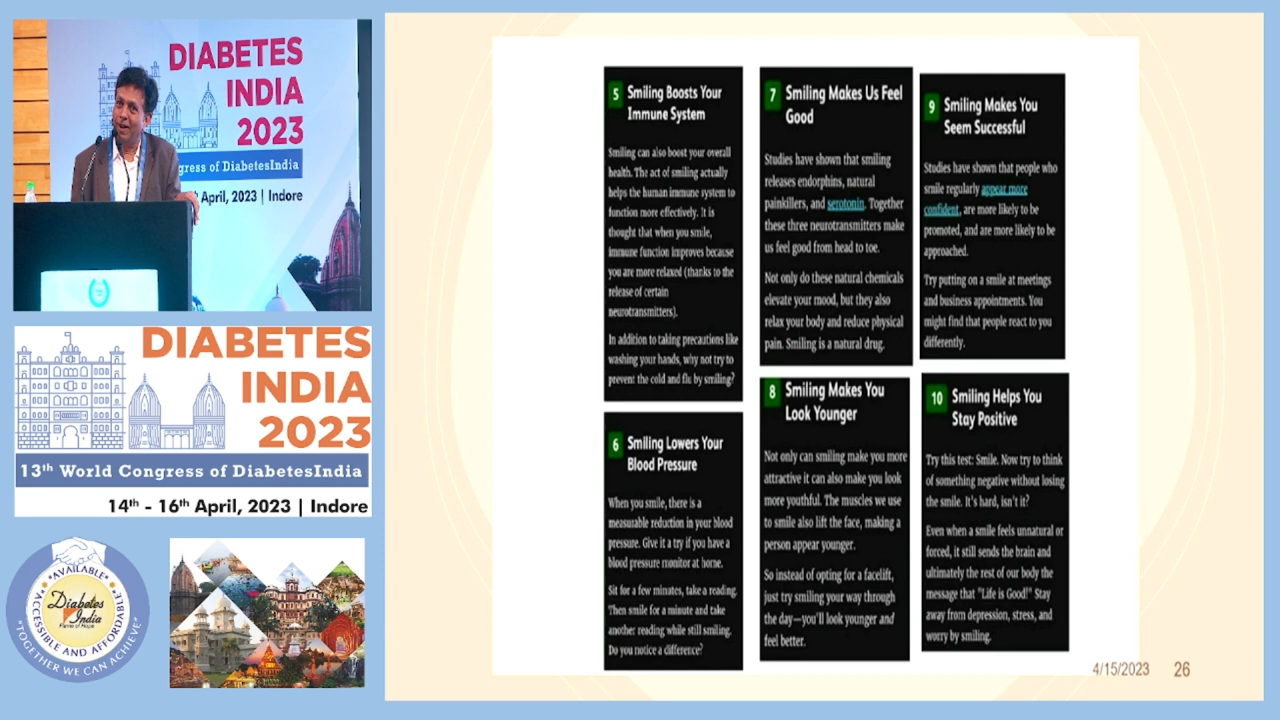 DIABETES
INDIA
2023
gress of DiabetesIndia
April, 2023 | Indore
DIABETES
INDIA
2023
13th World Congress of DiabetesIndia
14th - 16th April, 2023 | Indore
"AVAILABLE"
"ACCESSIBLE AND AFFORDABLE"
Diabetes
India
"TOGETHER WE CAN ACHIEVE"
5 Smiling Boosts Your
Immune System
Smiling can also boost your overall
health. The act of smiling actually
helps the human immune system to
function more effectively. It is
thought that when you smile,
immune function improves because
you are more relaxed (thanks to the
release of certain
neurotransmitters).
In addition to taking precautions like
washing your hands, why not try to
prevent the cold and flu by smiling?
6 Smiling Lowers Your
Blood Pressure
When you smile, there is a
measurable reduction in your blood
pressure. Give it a try if you have a
blood pressure monitor at home.
Sit for a few minutes, take a reading.
Then smile for a minute and take
another reading while still smiling.
Do you notice a difference?
7 Smiling Makes Us Feel
Good
Studies have shown that smiling
releases endorphins, natural
painkillers, and serotonin. Together
these three neurotransmitters make
us feel good from head to toe.
Not only do these natural chemicals
elevate your mood, but they also
relax your body and reduce physical
pain. Smiling is a natural drug.
8 Smiling Makes You
Look Younger
Not only can smiling make you more
attractive it can also make you look
more youthful. The muscles we use
to smile also lift the face, making a
person appear younger.
So instead of opting for a facelift,
just try smiling your way through
the day—you'll look younger and
feel better.
9 Smiling Makes You
Seem Successful
Studies have shown that people who
smile regularly appear more
confident, are more likely to be
promoted, and are more likely to be
approached.
Try putting on a smile at meetings
and business appointments. You
might find that people react to you
differently.
10 Smiling Helps You
Stay Positive
Try this test: Smile. Now try to think
of something negative without losing
the smile. It's hard, isn't it?
Even when a smile feels unnatural or
forced, it still sends the brain and
ultimately the rest of our body the
message that "Life is Good!" Stay
away from depression, stress, and
worry by smiling.
4/15/2023 26